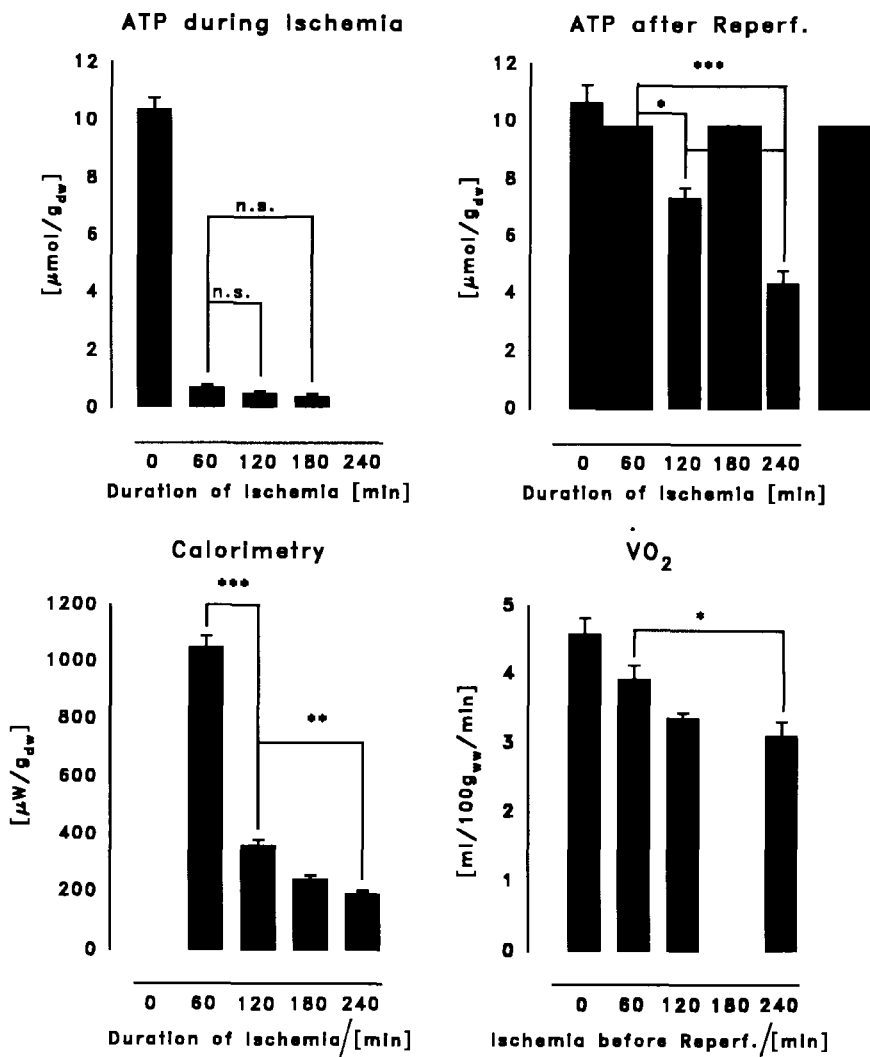 ATP during Ischemia
12
10
8
6
4
2
0
[μmol/g_dw]
n.s.
n.s.
0 60 120 180 240
Duration of Ischemia [min]
ATP after Reperf.
12
10
8
6
4
2
0
[μmol/g_dw]
***
*
0 60 120 180 240
Duration of Ischemia [min]
Calorimetry
1200
1000
800
600
400
200
0
[μW/g_dw]
***
**
0 60 120 180 240
Duration of Ischemia/[min]
V̇O₂
5
4
3
2
1
0
[ml/100g_ww/min]
*
0 60 120 180 240
Ischemia before Reperf./[min]